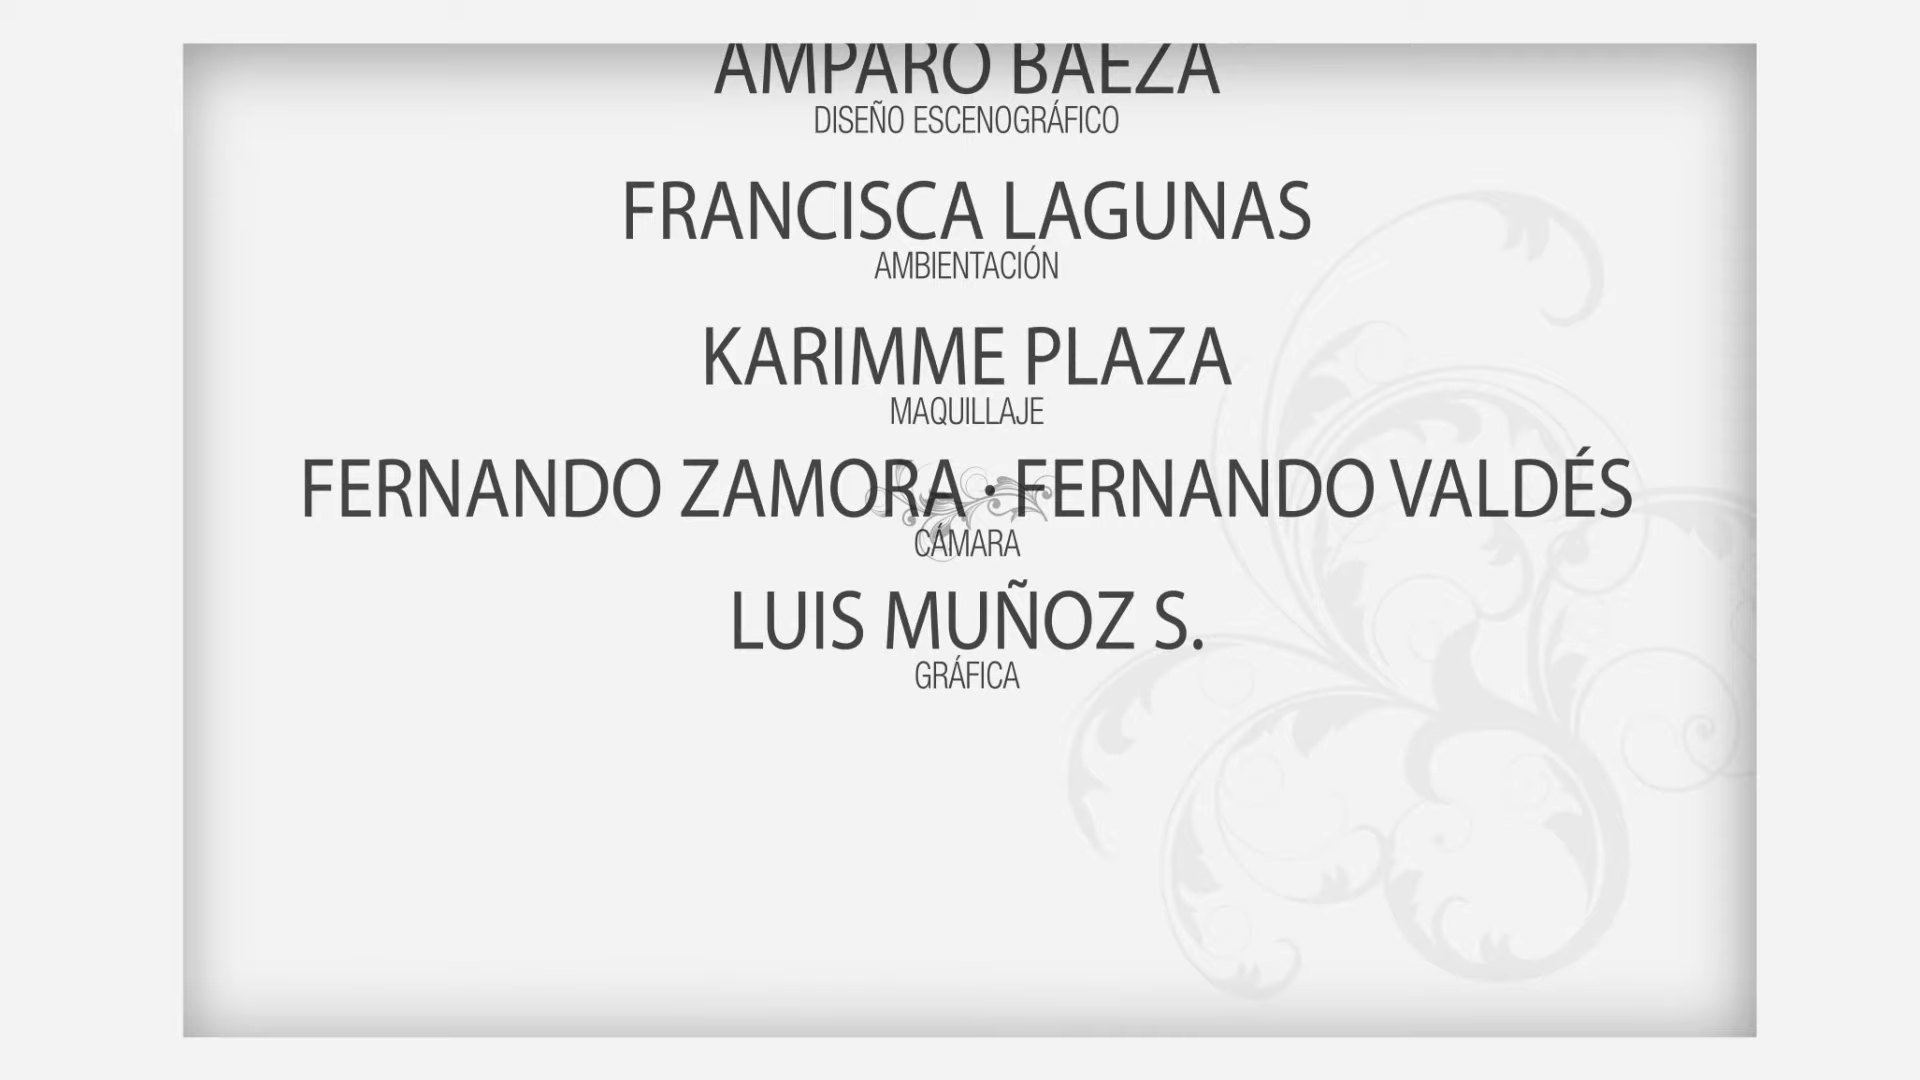 AMPARO BAEZA
DISEÑO ESCENOGRÁFICO
FRANCISCA LAGUNAS
AMBIENTACIÓN
KARIMME PLAZA
MAQUILLAJE
FERNANDO ZAMORA • FERNANDO VALDÉS
CÁMARA
LUIS MUÑOZ S.
GRÁFICA